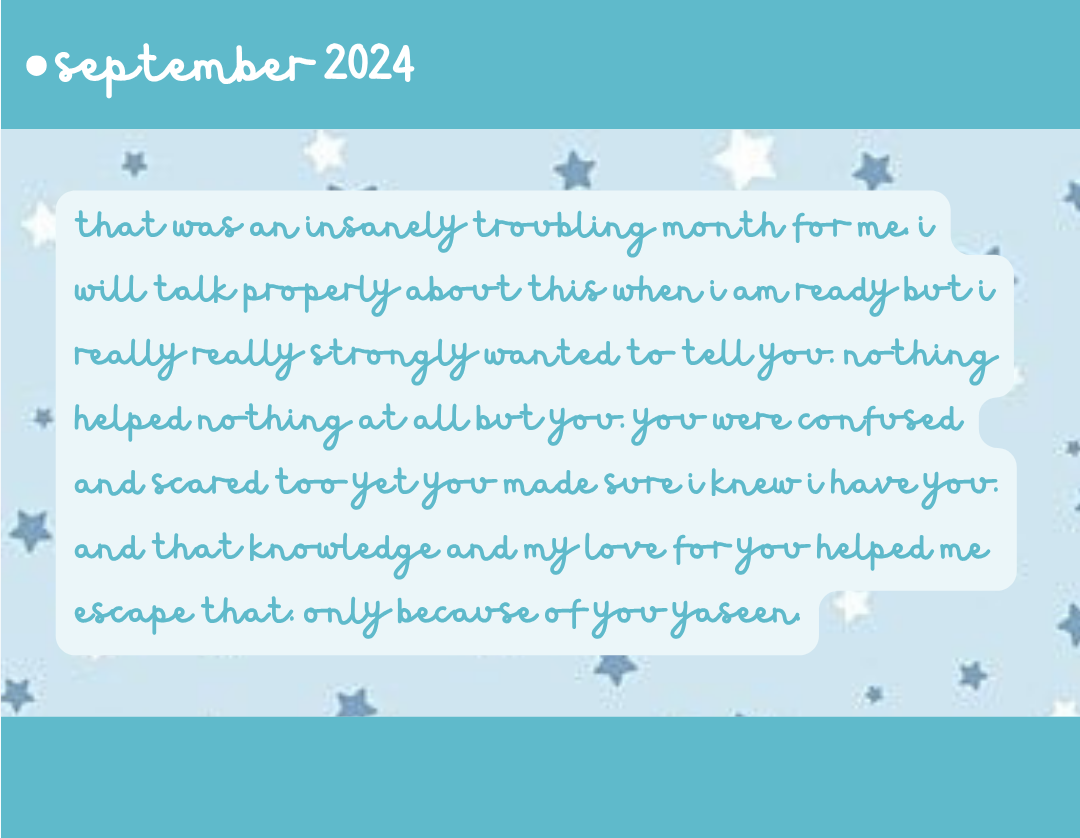 •september 2024
that was an insanely troubling month for me. i
will talk properly about this when i am ready but i
really really strongly wanted to tell you. nothing
helped nothing at all but you. you were confused
and scared too yet you made sure i knew i have you.
and that knowledge and my love for you helped me
escape that. only because of you yaseen.